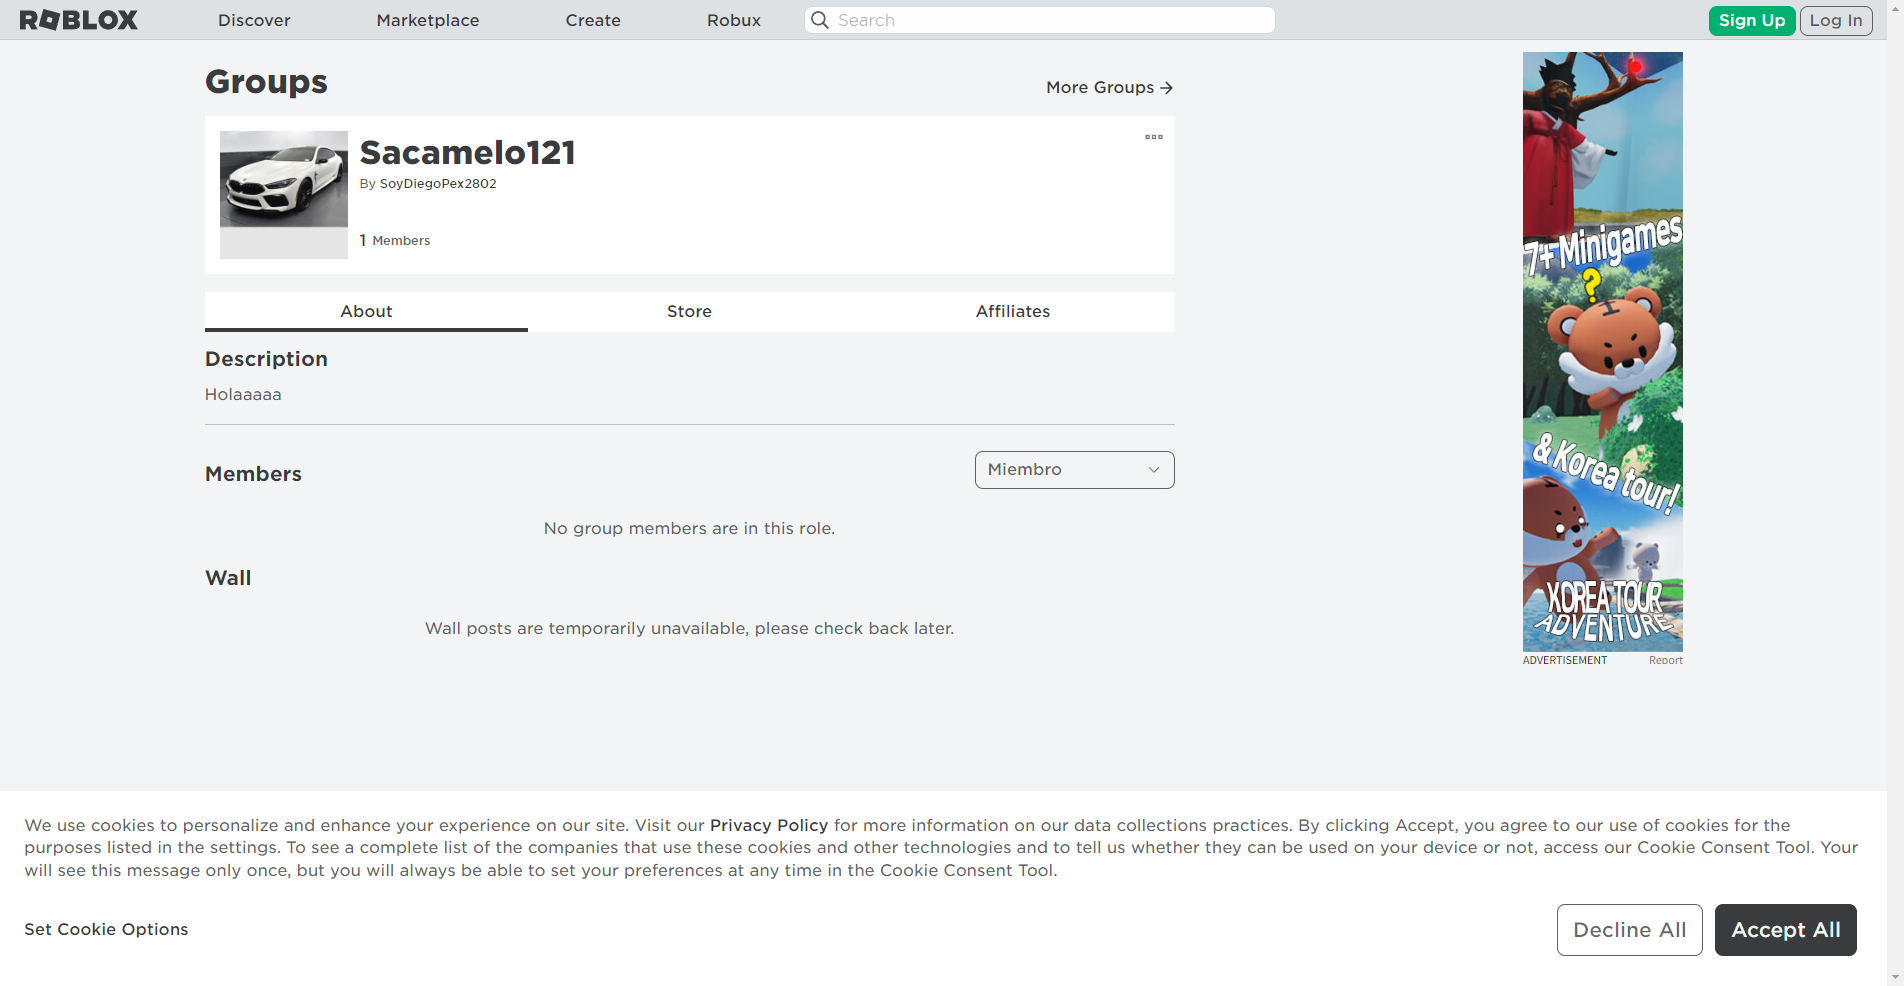 ROBLOX
Discover
Marketplace
Create
Robux
Search
Sign Up
Log In
Groups
More Groups
Sacamelo121
By SoyDiegoPex2802
1 Members
About
Store
Affiliates
Description
Holaaaaa
Members
Miembro
No group members are in this role.
Wall
Wall posts are temporarily unavailable, please check back later.
7+ Minigames
?
& Korea tour!
KOREA TOUR
ADVENTURE
ADVERTISEMENT
Report
We use cookies to personalize and enhance your experience on our site. Visit our Privacy Policy for more information on our data collections practices. By clicking Accept, you agree to our use of cookies for the
purposes listed in the settings. To see a complete list of the companies that use these cookies and other technologies and to tell us whether they can be used on your device or not, access our Cookie Consent Tool. Your
will see this message only once, but you will always be able to set your preferences at any time in the Cookie Consent Tool.
Set Cookie Options
Decline All
Accept All